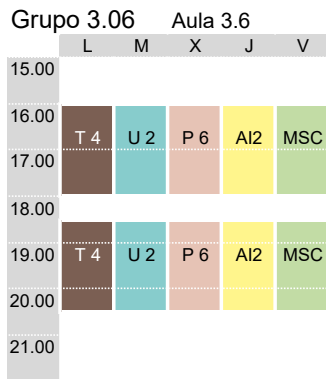 Grupo 3.06 Aula 3.6
L M X J V
15.00
16.00
T 4 U 2 P 6 AI2 MSC
17.00
18.00
19.00 T 4 U 2 P 6 AI2 MSC
20.00
21.00